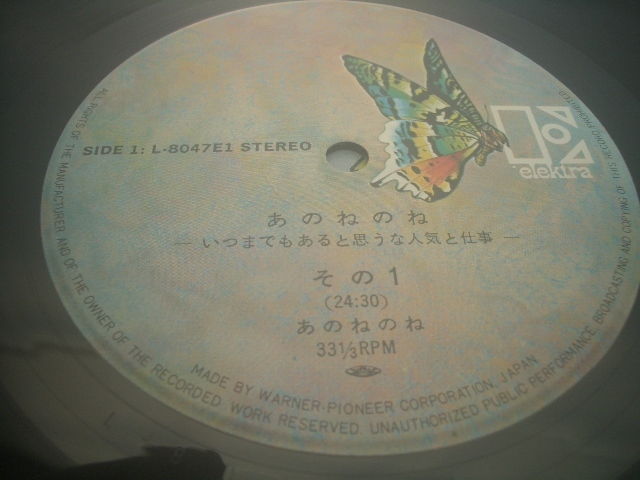 SIDE 1: L-8047E1 STEREO
elektra
あのねのね
— いつまでもあると思うな人気と仕事 —
その1
(24:30)
あのねのね
33⅓RPM
MADE BY WARNER-PIONEER CORPORATION, JAPAN
ALL RIGHTS OF THE MANUFACTURER AND OF THE OWNER OF THE RECORDED WORK RESERVED. UNAUTHORIZED PUBLIC PERFORMANCE, BROADCASTING AND COPYING OF THIS RECORD PROHIBITED